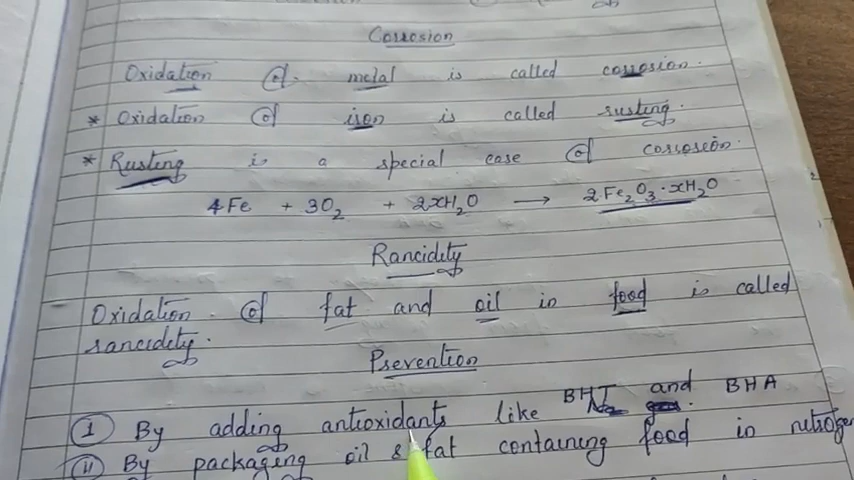 Corrosion
Oxidation of metal is called corrosion.
* Oxidation of iron is called rusting.
* Rusting is a special case of corrosion.
4Fe + 3O₂ + 2xH₂O → 2Fe₂O₃·xH₂O
Rancidity
Oxidation of fat and oil in food is called
rancidity.
Prevention
(i) By adding antioxidants like BHT and BHA
(ii) By packaging oil & fat containing food in nitrogen